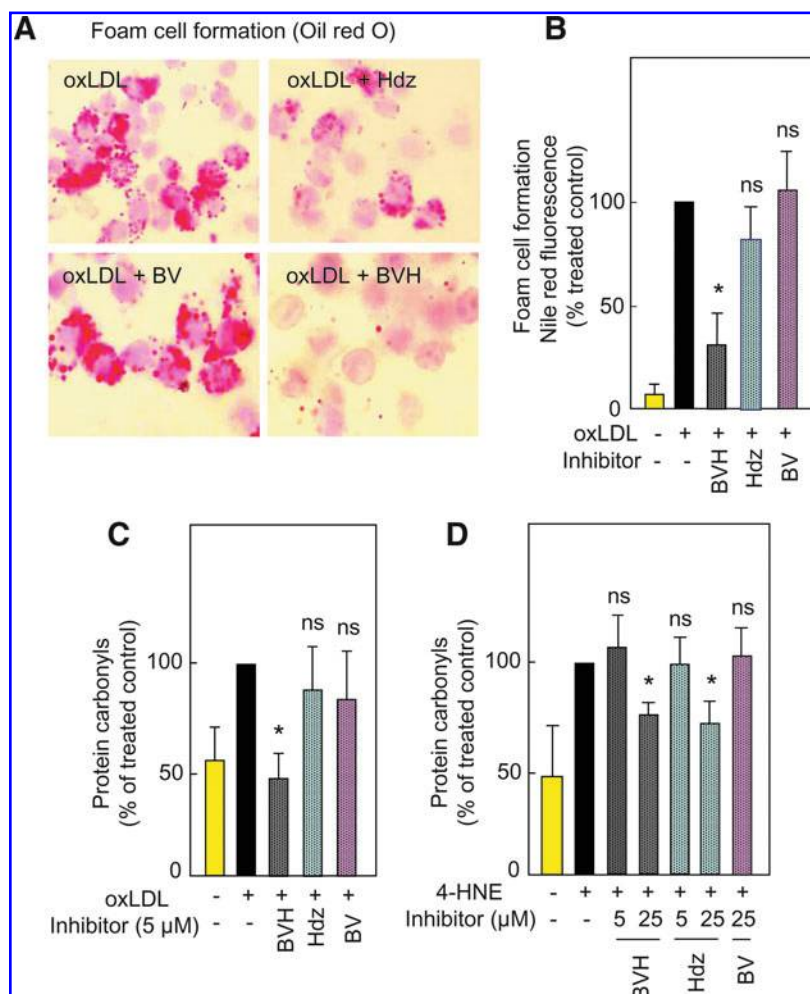 A
Foam cell formation (Oil red O)
oxLDL
oxLDL + Hdz
oxLDL + BV
oxLDL + BVH
B
Foam cell formation
Nile red fluorescence
(% treated control)
100
50
0
*
ns
ns
oxLDL - + + + +
Inhibitor - - BVH Hdz BV
C
Protein carbonyls
(% of treated control)
100
50
0
*
ns
ns
oxLDL - + + + +
Inhibitor (5 µM) - - BVH Hdz BV
D
Protein carbonyls
(% of treated control)
100
50
0
ns
*
ns
*
ns
4-HNE - + + + + + +
Inhibitor (µM) - - 5 25 5 25 25
BVH Hdz BV